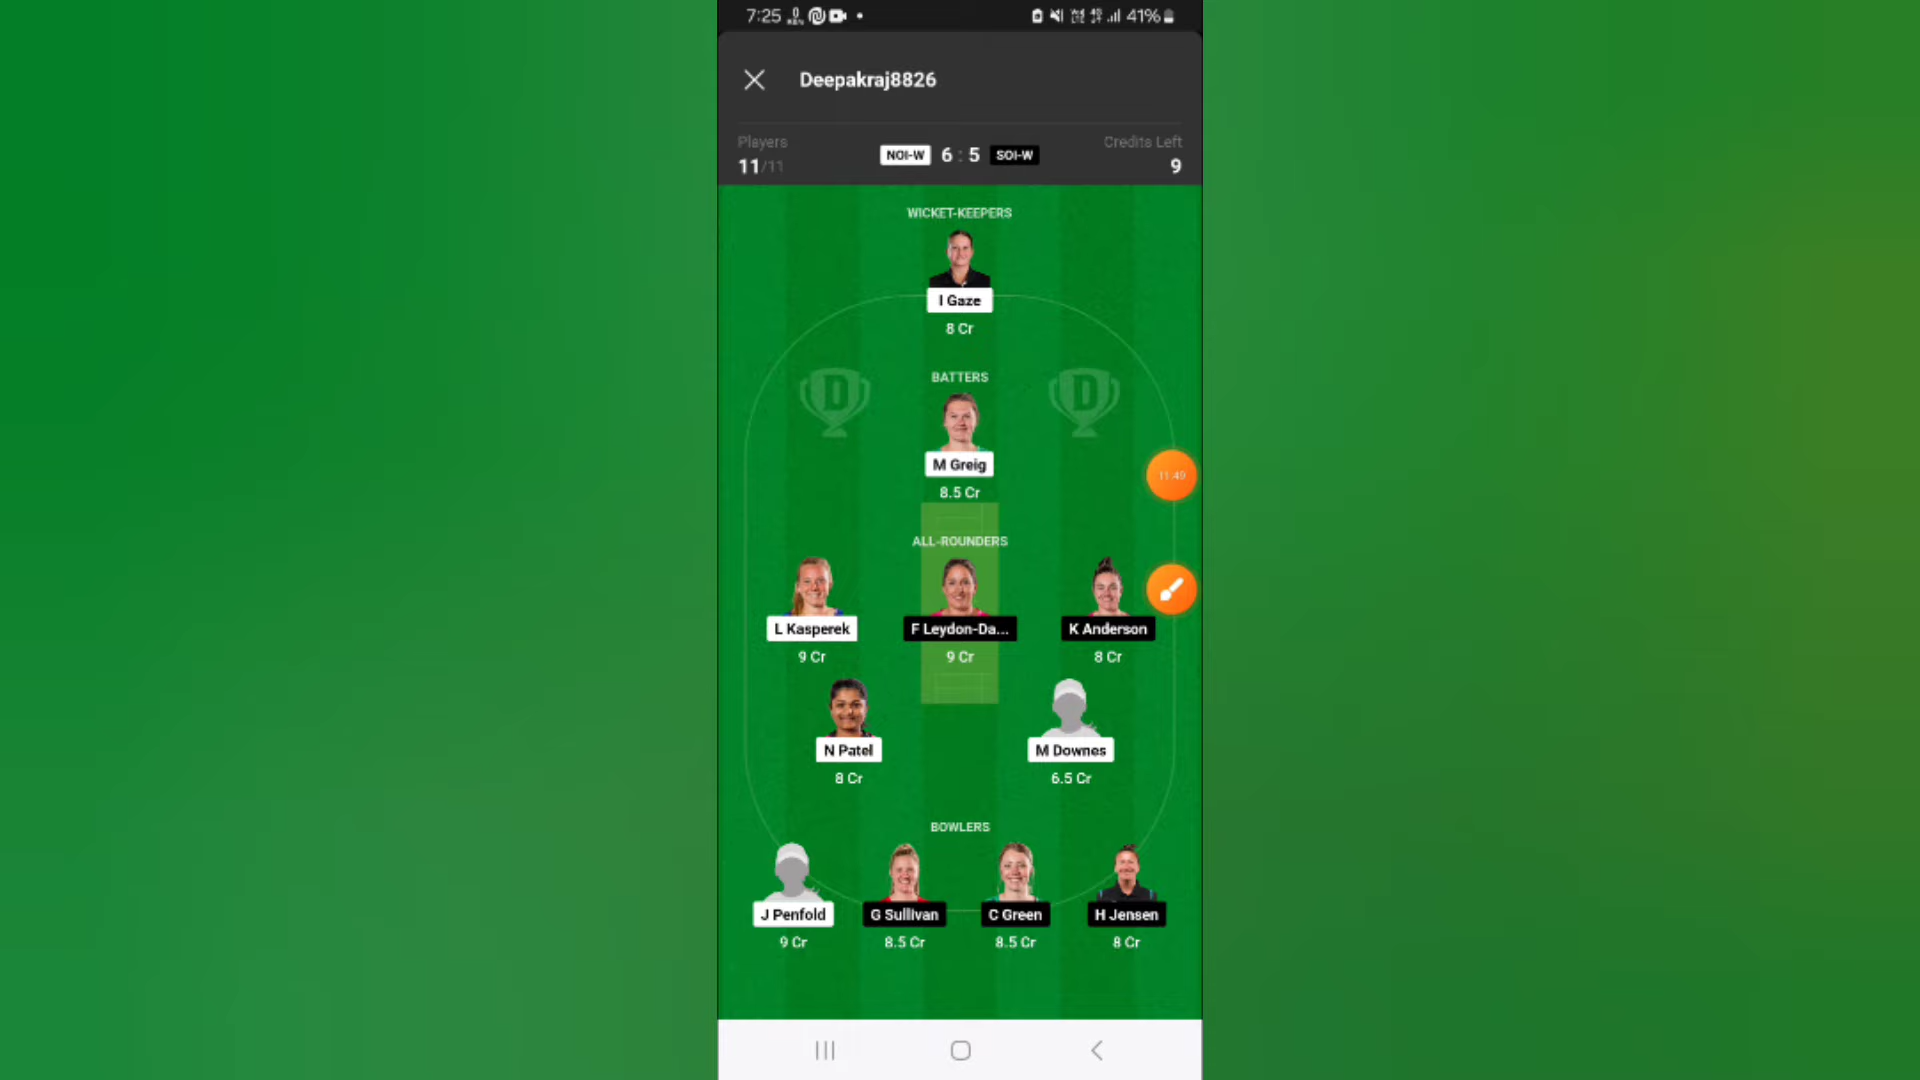 7:25
41%
Deepakraj8826
Players
11/11
NOI-W 6 : 5 SOI-W
Credits Left
9
WICKET-KEEPERS
I Gaze
8 Cr
D D
BATTERS
M Greig
8.5 Cr
11:49
ALL-ROUNDERS
L Kasperek F Leydon-Da... K Anderson
9 Cr 9 Cr 8 Cr
N Patel M Downes
8 Cr 6.5 Cr
BOWLERS
J Penfold G Sullivan C Green H Jensen
9 Cr 8.5 Cr 8.5 Cr 8 Cr